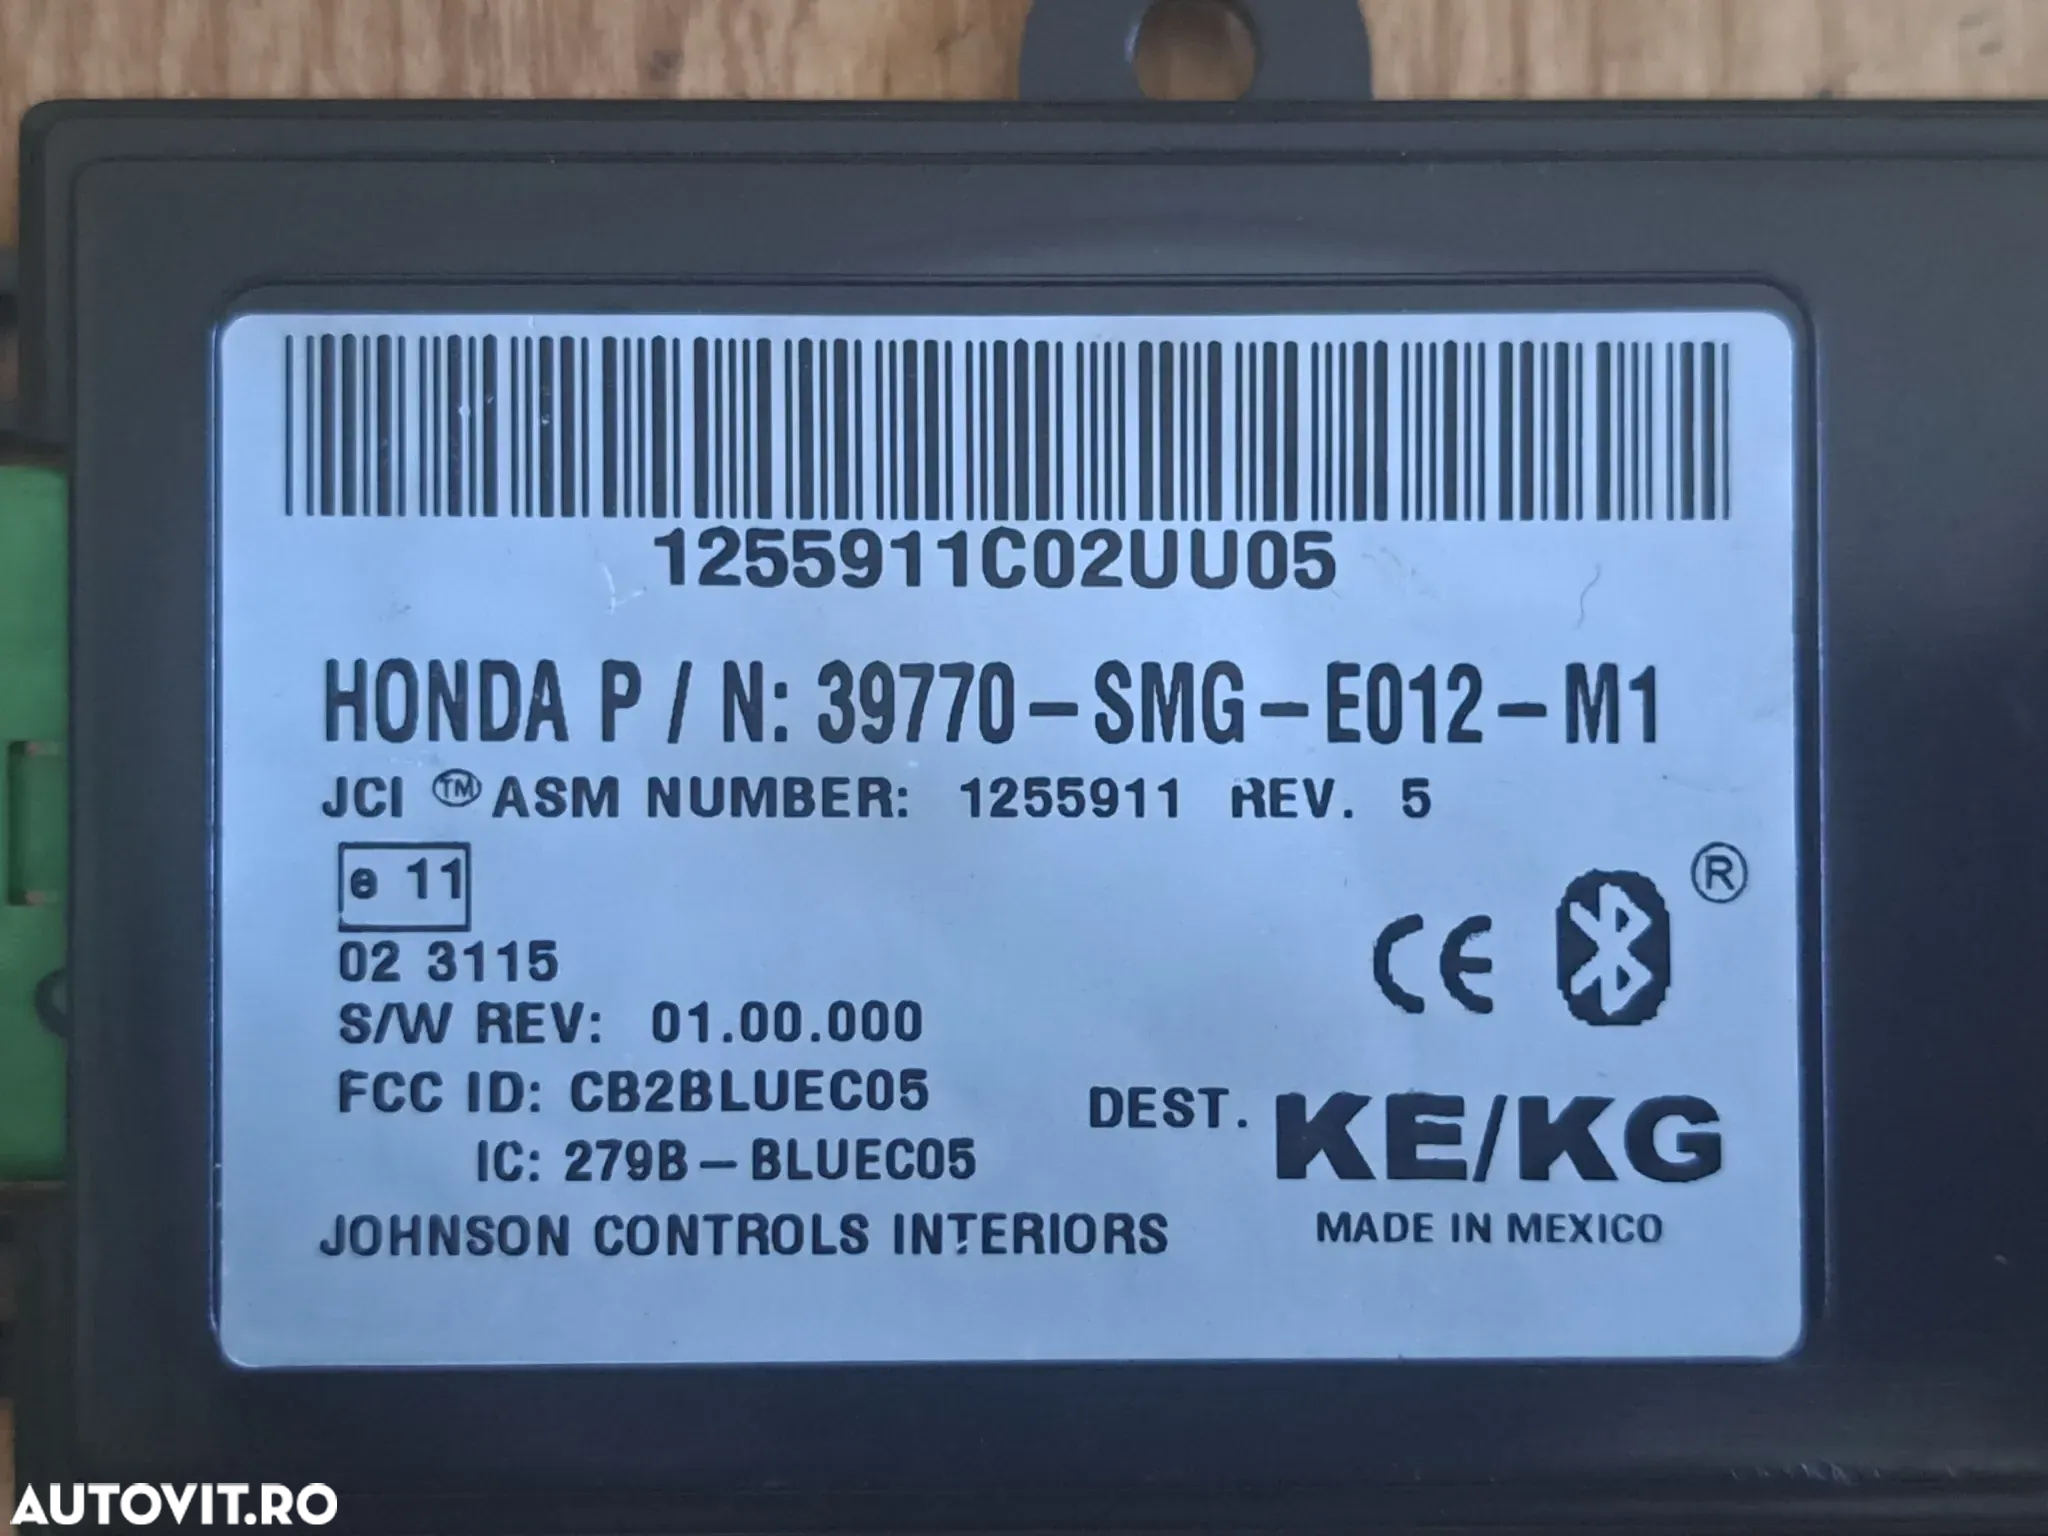 1255911C02UU05
HONDA P / N: 39770-SMG-E012-M1
JCI ™ ASM NUMBER: 1255911 REV. 5
e 11
®
02 3115
CE
S/W REV: 01.00.000
FCC ID: CB2BLUEC05
DEST. KE/KG
IC: 279B-BLUEC05
JOHNSON CONTROLS INTERIORS
MADE IN MEXICO
AUTOVIT.RO